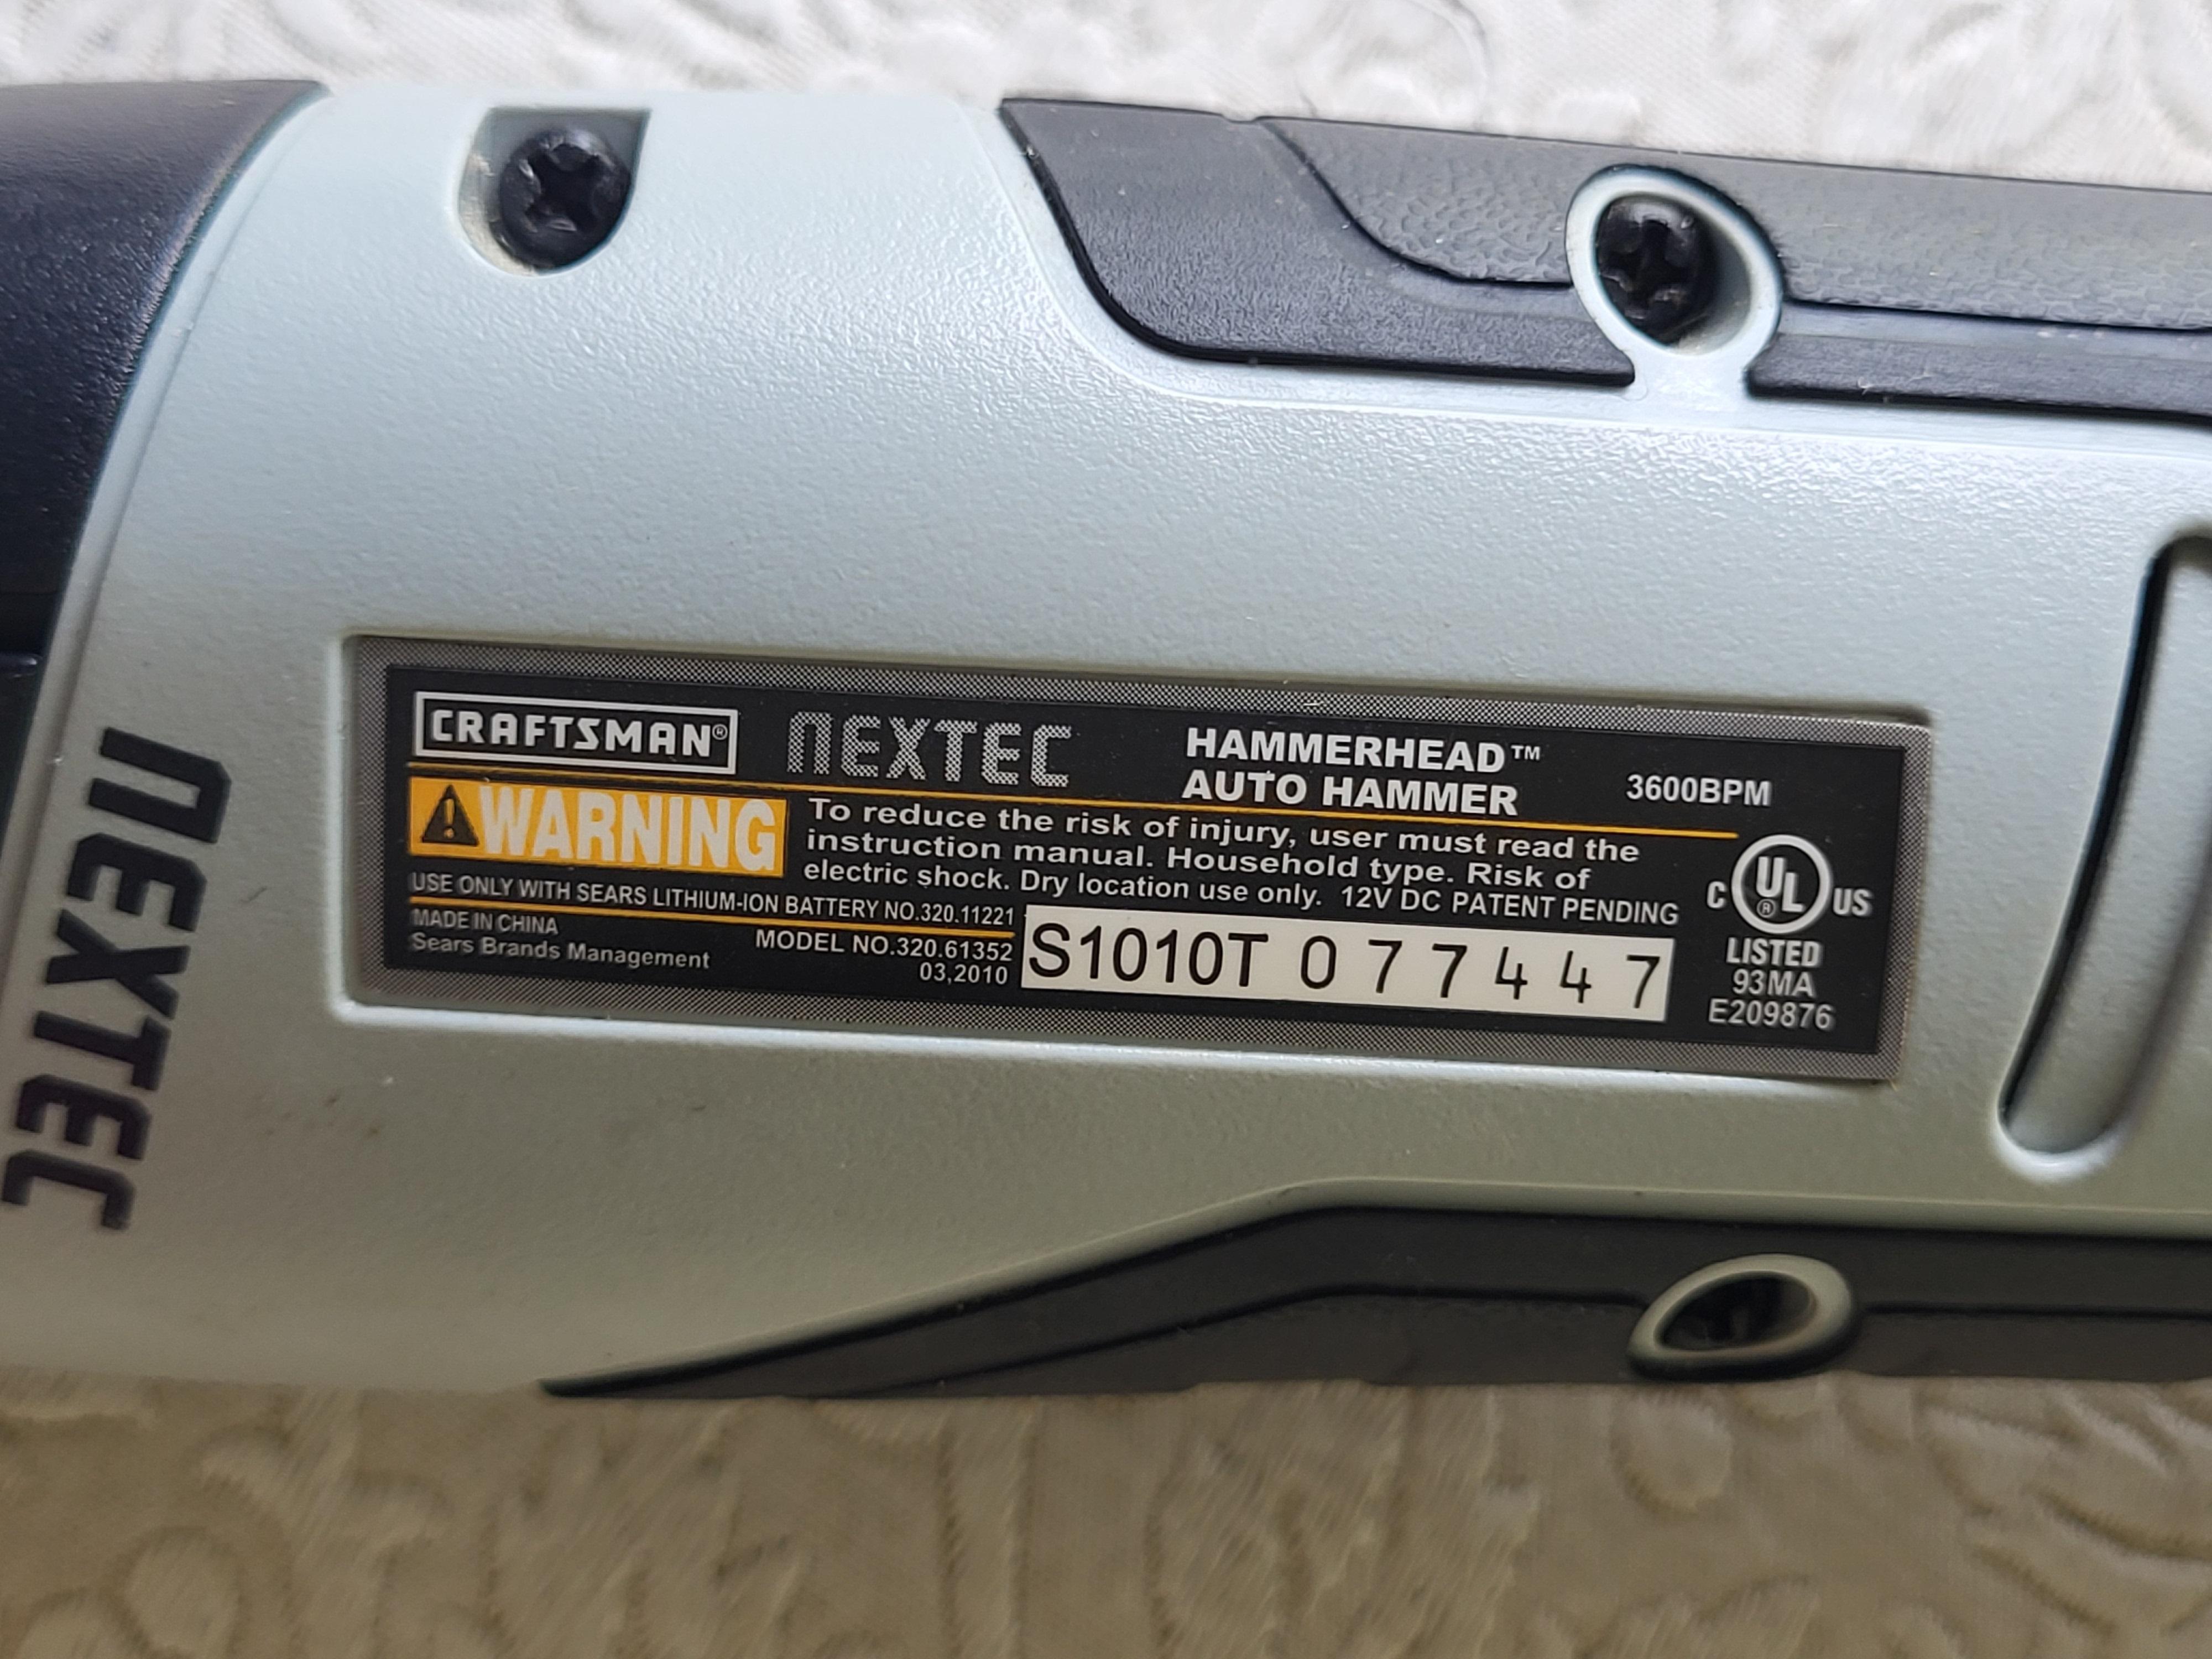 NEXTEC
CRAFTSMAN® NEXTEC HAMMERHEAD™
AUTO HAMMER 3600BPM
WARNING To reduce the risk of injury, user must read the
instruction manual. Household type. Risk of
electric shock. Dry location use only. 12V DC PATENT PENDING
USE ONLY WITH SEARS LITHIUM-ION BATTERY NO.320.11221
MADE IN CHINA
Sears Brands Management
MODEL NO.320.61352
03,2010
S1010T 077447
C UL® US
LISTED
93MA
E209876